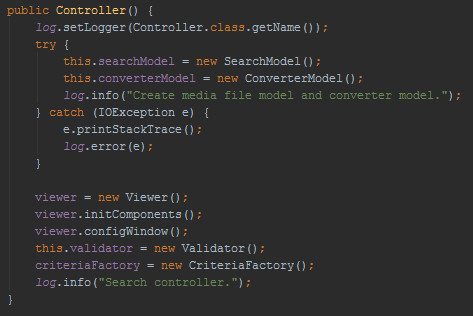 public Controller() {
log.setLogger(Controller.class.getName());
try {
this.searchModel = new SearchModel();
this.converterModel = new ConverterModel();
log.info("Create media file model and converter model.");
} catch (IOException e) {
e.printStackTrace();
log.error(e);
}
viewer = new Viewer();
viewer.initComponents();
viewer.configWindow();
this.validator = new Validator();
criteriaFactory = new CriteriaFactory();
log.info("Search controller.");
}